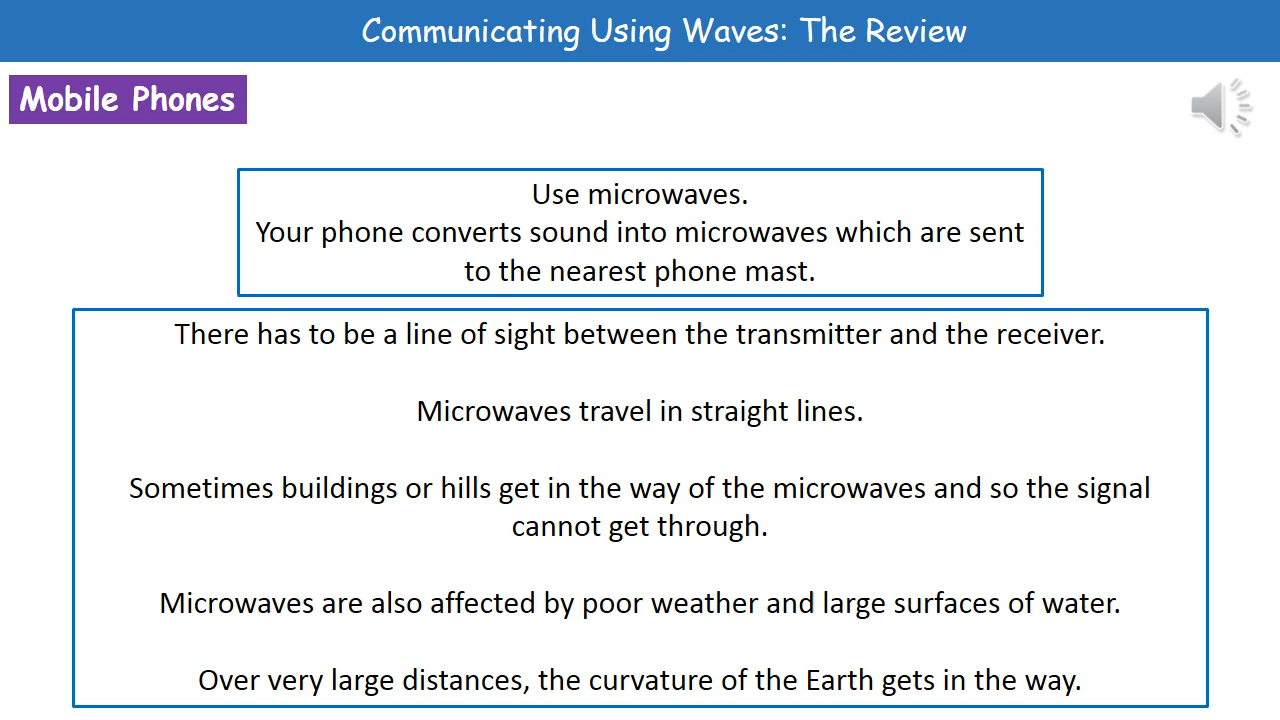 Communicating Using Waves: The Review
Mobile Phones
Use microwaves.
Your phone converts sound into microwaves which are sent
to the nearest phone mast.
There has to be a line of sight between the transmitter and the receiver.
Microwaves travel in straight lines.
Sometimes buildings or hills get in the way of the microwaves and so the signal
cannot get through.
Microwaves are also affected by poor weather and large surfaces of water.
Over very large distances, the curvature of the Earth gets in the way.